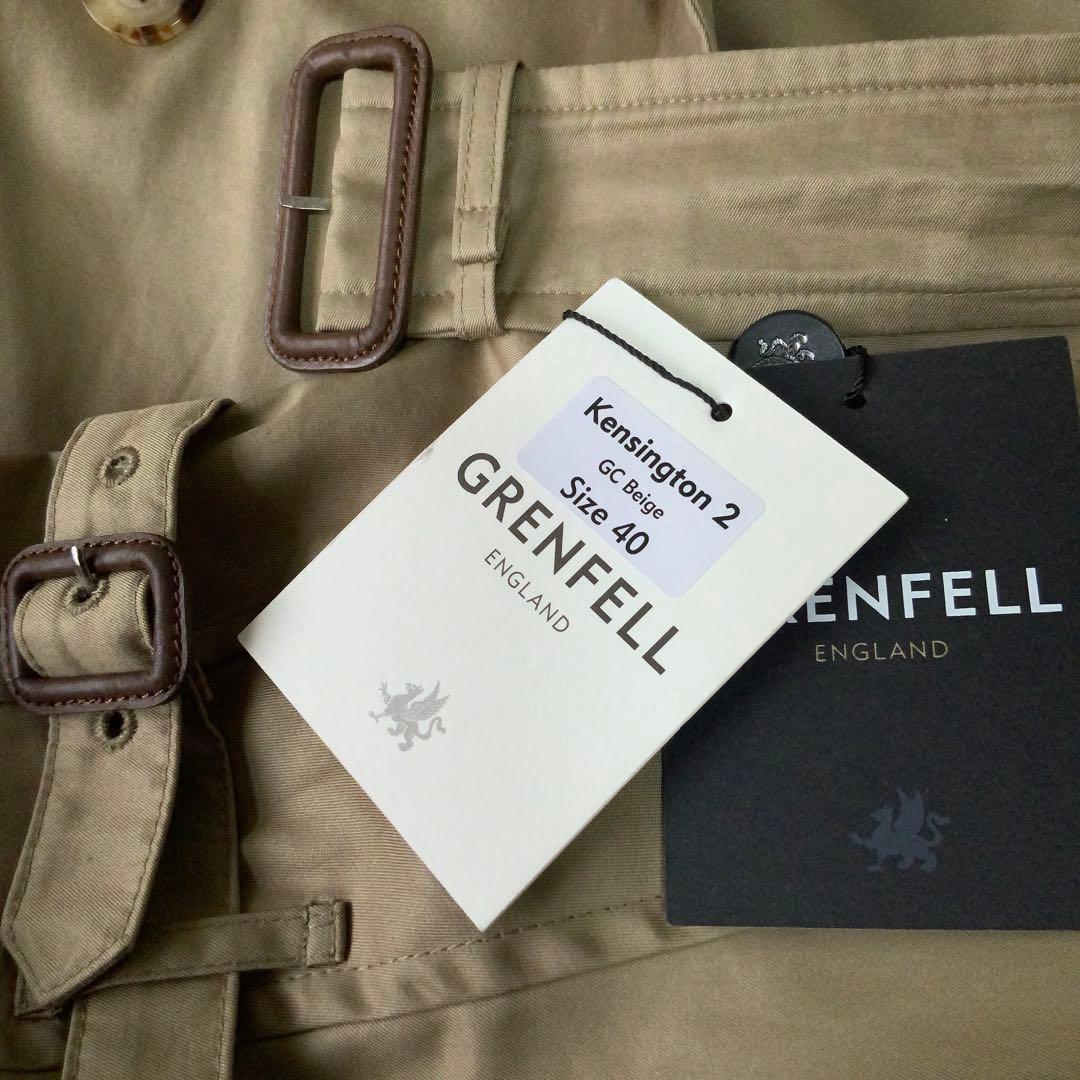 Kensington 2
GC Beige
Size 40
GRENFELL
ENGLAND
RENFELL
ENGLAND